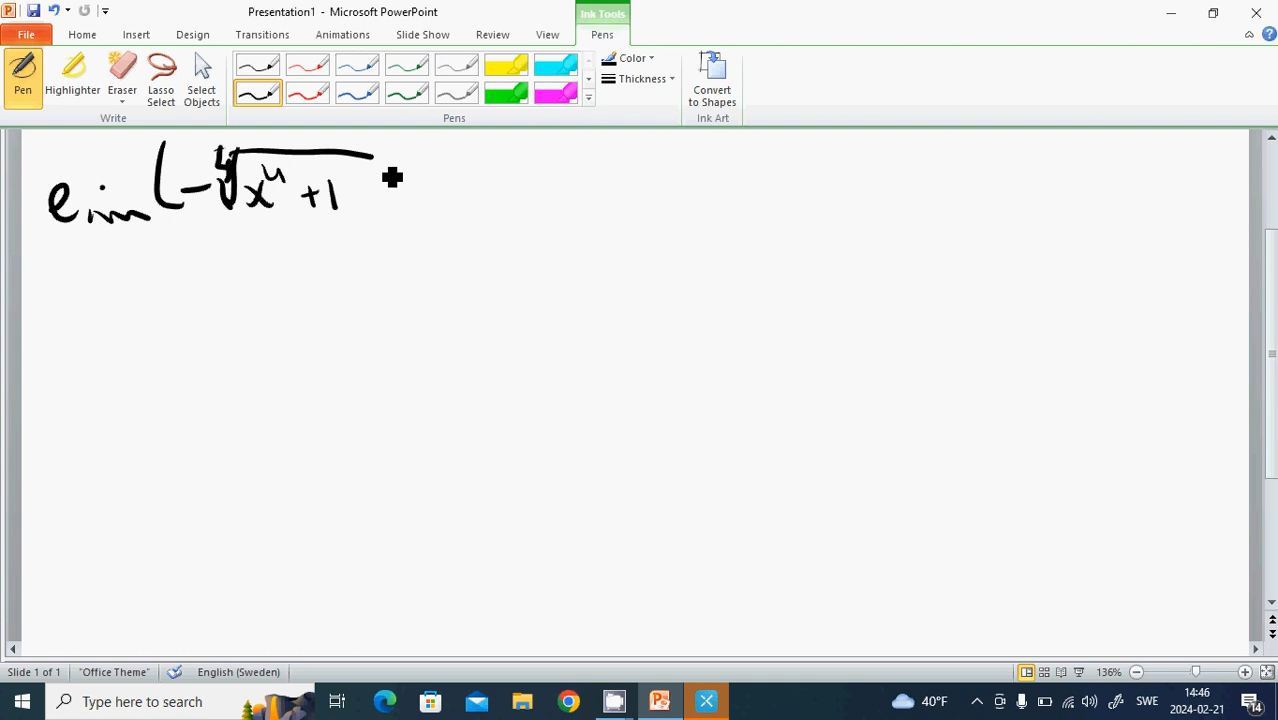 Presentation1 - Microsoft PowerPoint
Ink Tools
File Home Insert Design Transitions Animations Slide Show Review View Pens
Pen Highlighter Eraser Lasso Select Select Objects
Color
Thickness
Convert to Shapes
Write Pens Ink Art
lim (-∜x⁴ + 1
Slide 1 of 1 "Office Theme" English (Sweden) 136%
Type here to search 40°F SWE 14:46 2024-02-21 14